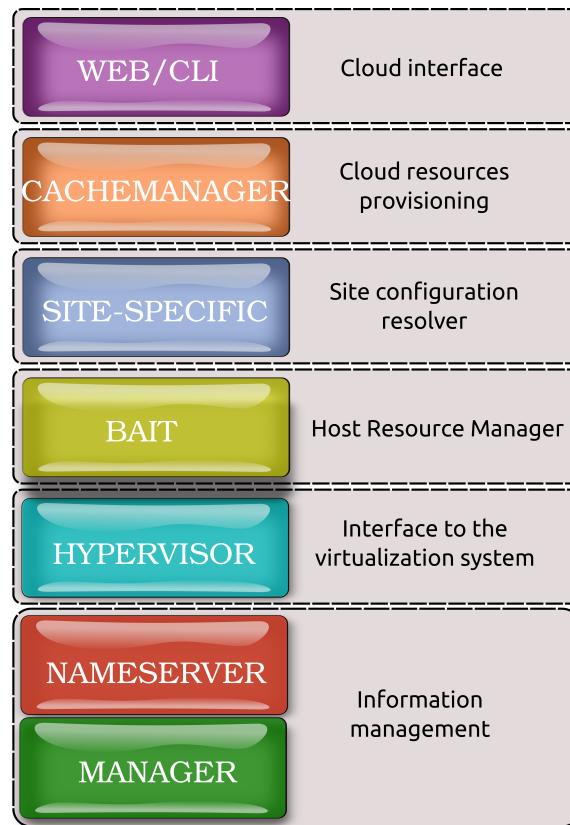 WEB/CLI
Cloud interface
CACHEMANAGER
Cloud resources
provisioning
SITE-SPECIFIC
Site configuration
resolver
BAIT
Host Resource Manager
HYPERVISOR
Interface to the
virtualization system
NAMESERVER
MANAGER
Information
management